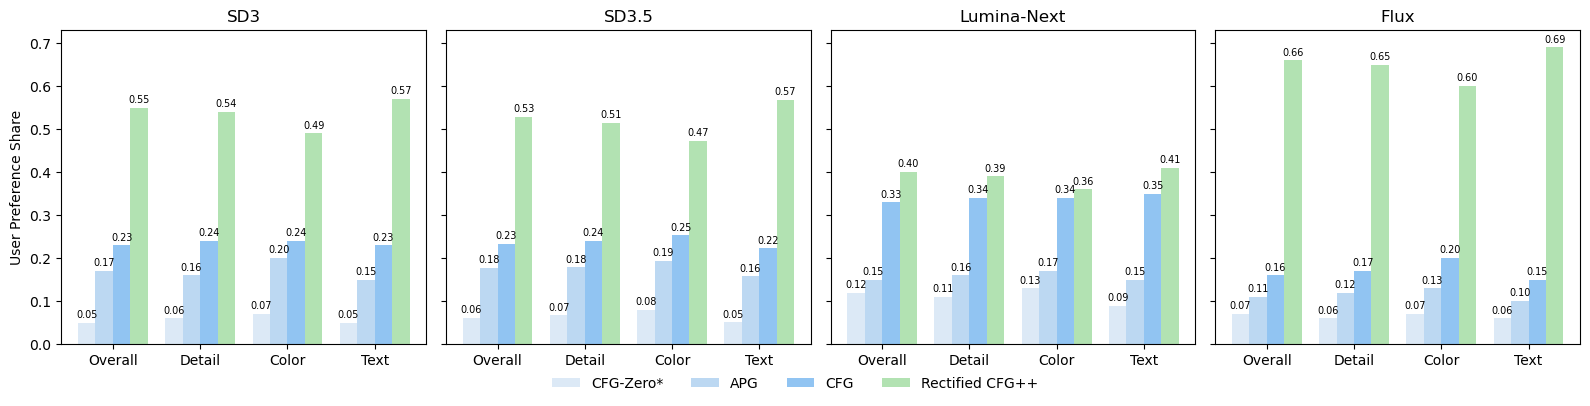 SD3
SD3.5
Lumina-Next
Flux
User Preference Share
0.7
0.6
0.5
0.4
0.3
0.2
0.1
0.0
0.05 0.17 0.23 0.55
0.06 0.16 0.24 0.54
0.07 0.20 0.24 0.49
0.05 0.15 0.23 0.57
Overall Detail Color Text
0.06 0.18 0.23 0.53
0.07 0.18 0.24 0.51
0.08 0.19 0.25 0.47
0.05 0.16 0.22 0.57
Overall Detail Color Text
0.12 0.15 0.33 0.40
0.11 0.16 0.34 0.39
0.13 0.17 0.34 0.36
0.09 0.15 0.35 0.41
Overall Detail Color Text
0.07 0.11 0.16 0.66
0.06 0.12 0.17 0.65
0.07 0.13 0.20 0.60
0.06 0.10 0.15 0.69
Overall Detail Color Text
CFG-Zero* APG CFG Rectified CFG++